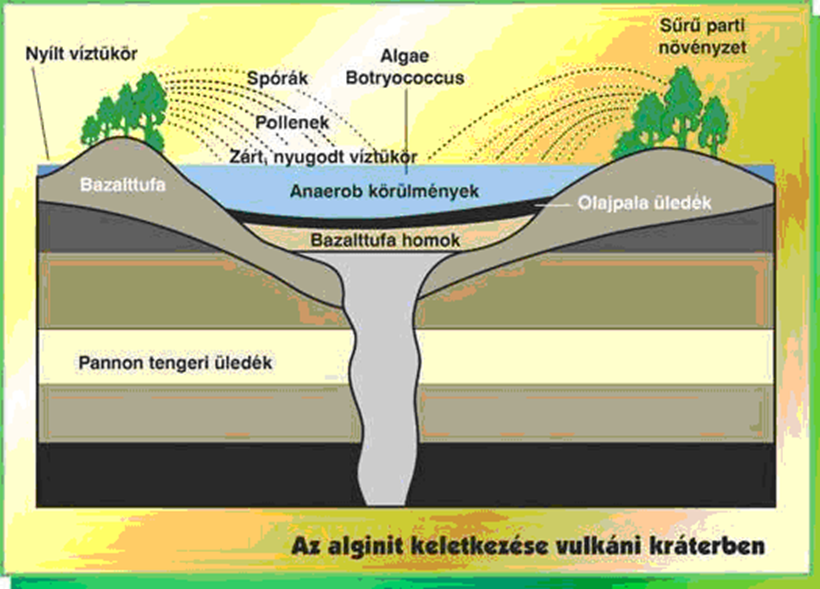 Nyílt víztükör
Spórák
Pollenek
Zárt, nyugodt víztükör
Algae
Botryococcus
Sűrű parti
növényzet
Bazalttufa
Anaerob körülmények
Olajpala üledék
Bazalttufa homok
Pannon tengeri üledék
Az alginit keletkezése vulkáni kráterben